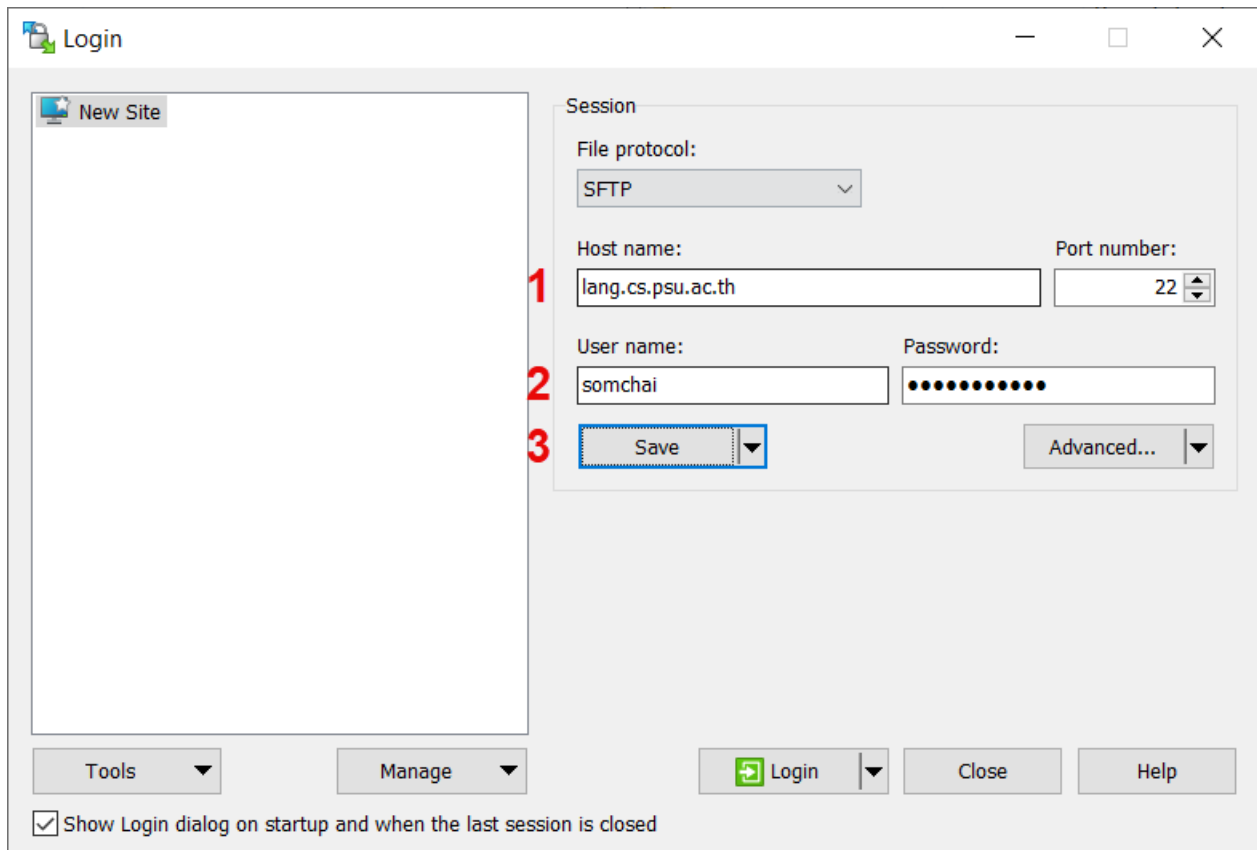 Login
New Site
Session
File protocol:
SFTP
Host name: Port number:
1 lang.cs.psu.ac.th 22
User name: Password:
2 somchai •••••••••••
3 Save Advanced...
Tools Manage Login Close Help
Show Login dialog on startup and when the last session is closed